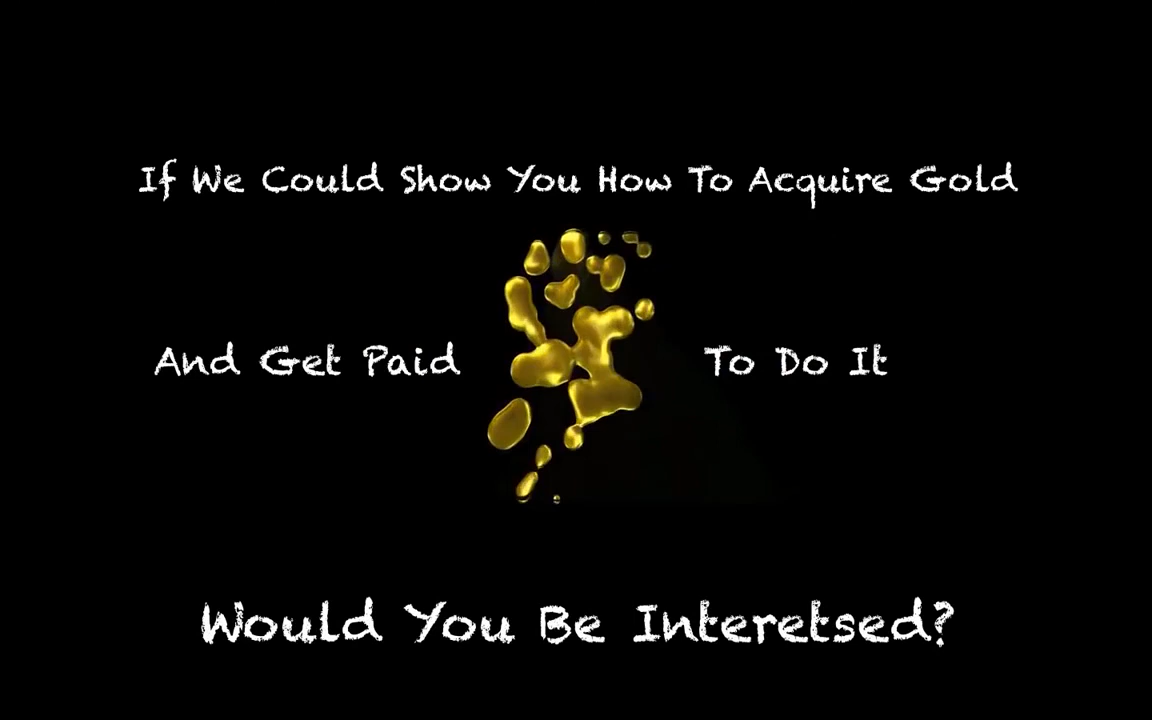 If We Could Show You How To Acquire Gold
And Get Paid To Do It
Would You Be Interetsed?